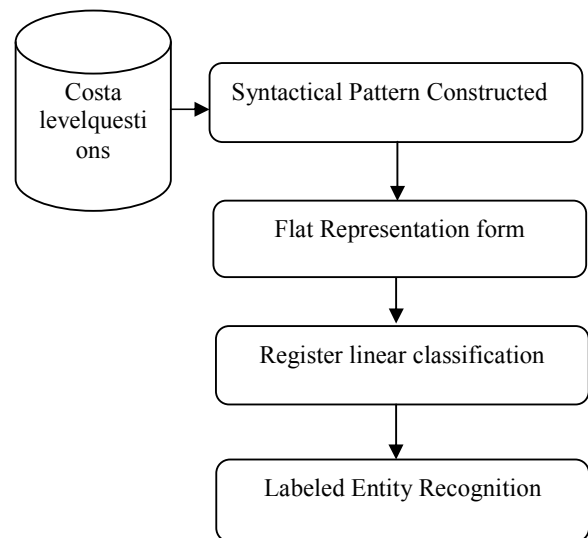 Costa
levelquesti
ons
Syntactical Pattern Constructed
Flat Representation form
Register linear classification
Labeled Entity Recognition